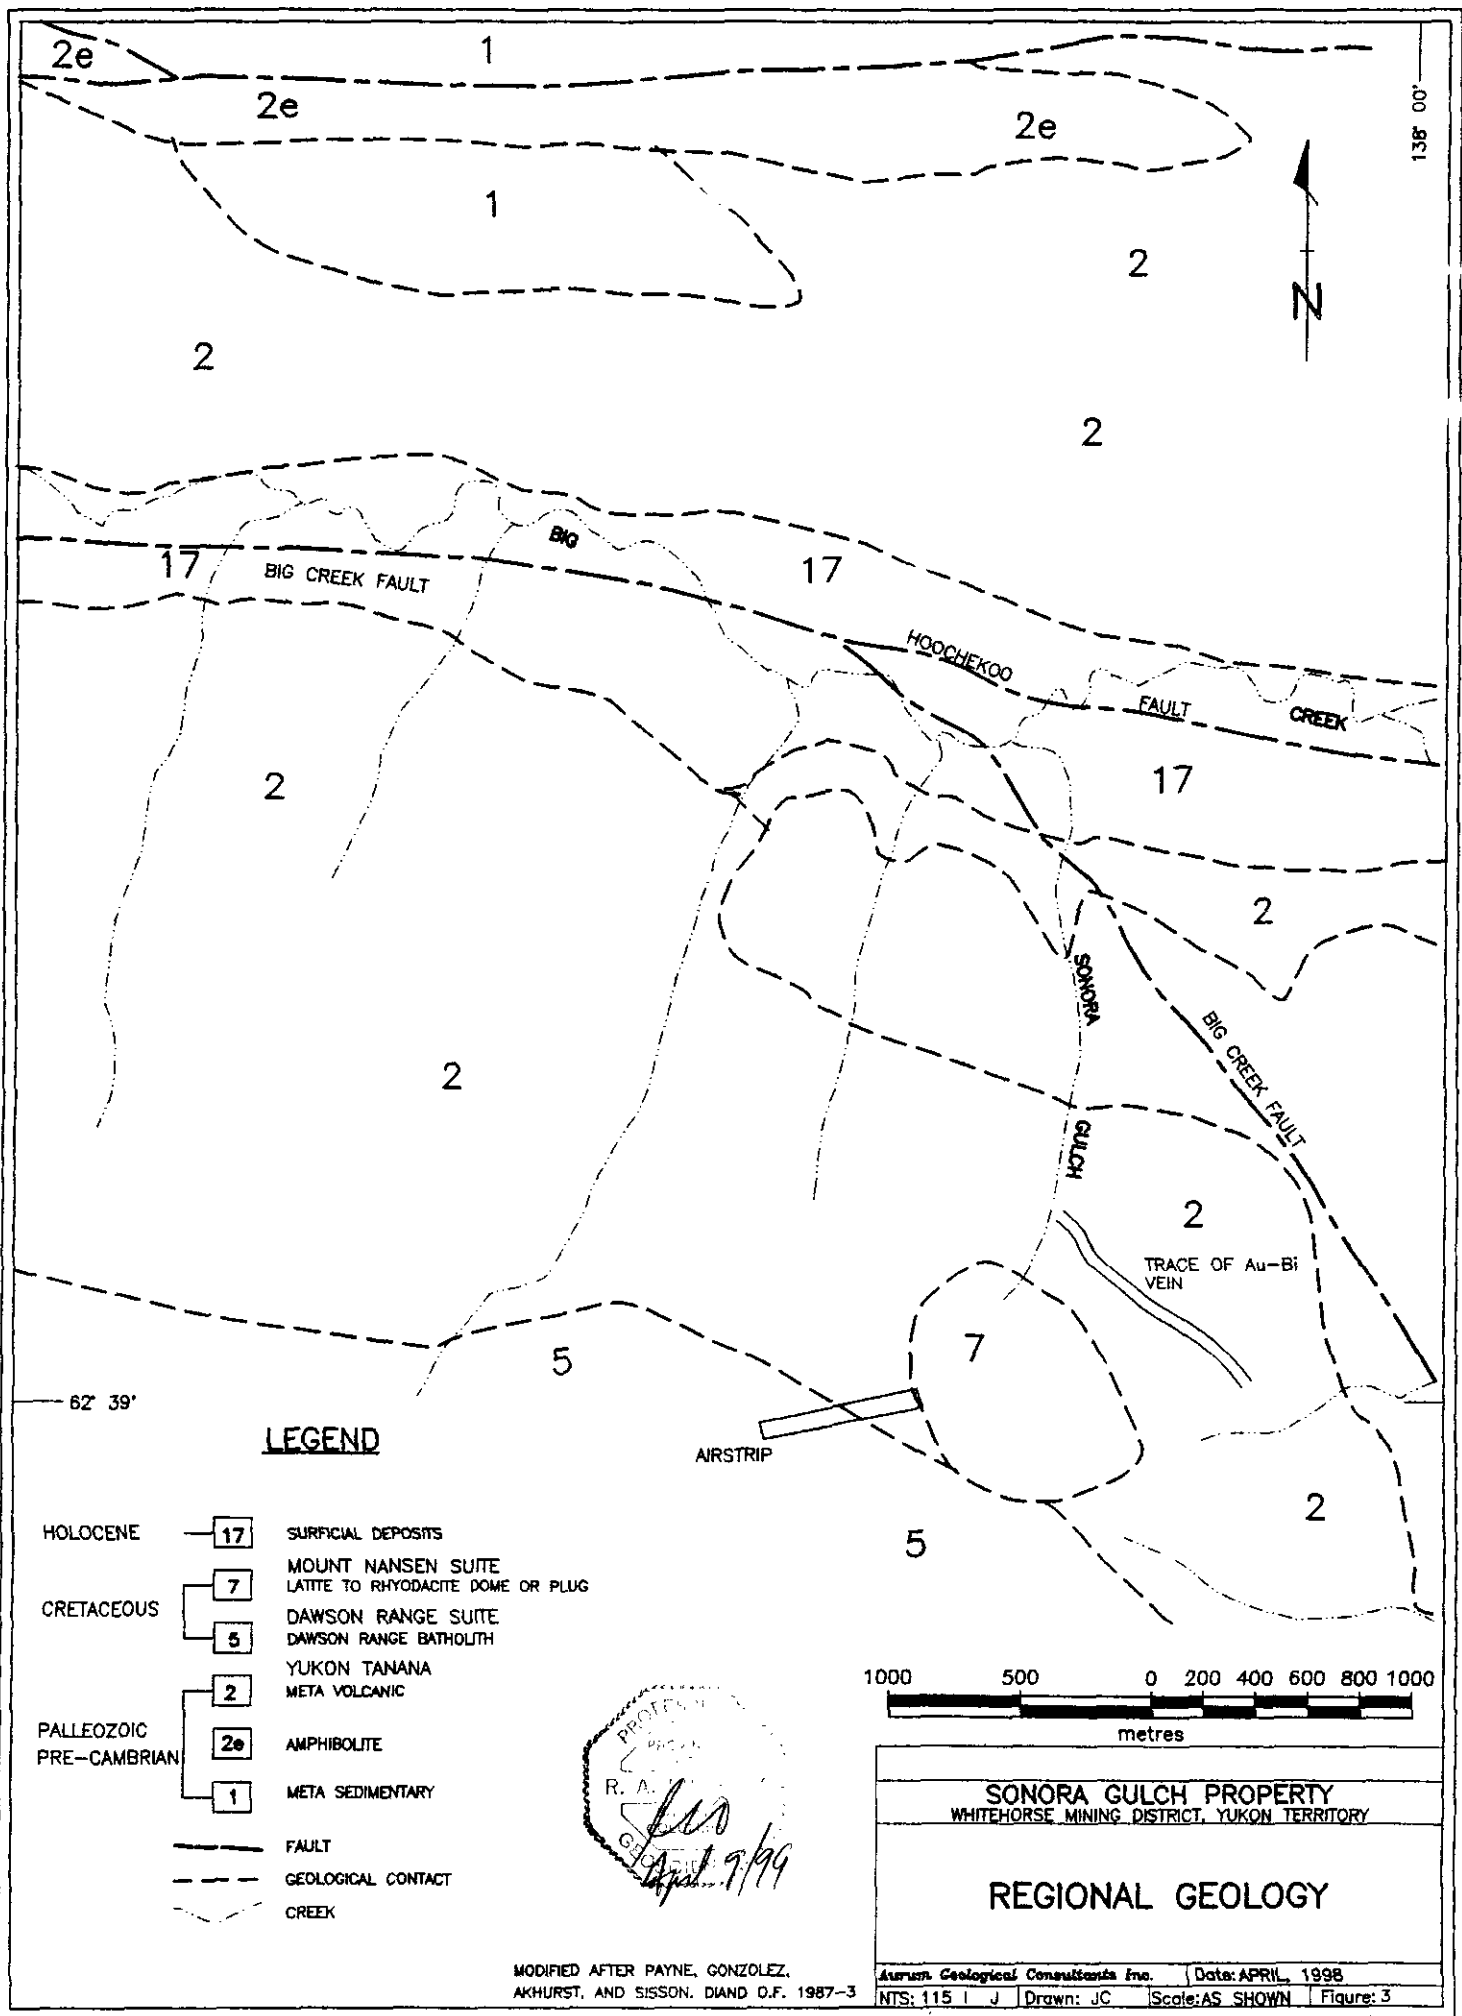 2e
1
138° 00'
2e
2e
1
2
N
2
2
BIG
17
17
BIG CREEK FAULT
HOOCHEKOO
FAULT
CREEK
2
17
2
SONORA
BIG CREEK FAULT
2
GULCH
2
TRACE OF Au-Bi
VEIN
7
5
62° 39'
AIRSTRIP
2
5
LEGEND
HOLOCENE 17 SURFICIAL DEPOSITS
CRETACEOUS
7 MOUNT NANSEN SUITE
LATITE TO RHYODACITE DOME OR PLUG
5 DAWSON RANGE SUITE
DAWSON RANGE BATHOLITH
PALLEOZOIC
PRE-CAMBRIAN
2 YUKON TANANA
META VOLCANIC
2e AMPHIBOLITE
1 META SEDIMENTARY
FAULT
GEOLOGICAL CONTACT
CREEK
R. A.
April 9/99
1000 500 0 200 400 600 800 1000
metres
SONORA GULCH PROPERTY
WHITEHORSE MINING DISTRICT, YUKON TERRITORY
REGIONAL GEOLOGY
MODIFIED AFTER PAYNE, GONZOLEZ,
AKHURST, AND SISSON. DIAND O.F. 1987-3
Aurum Geological Consultants Inc. Date: APRIL, 1998
NTS: 115 I J Drawn: JC Scale: AS SHOWN Figure: 3